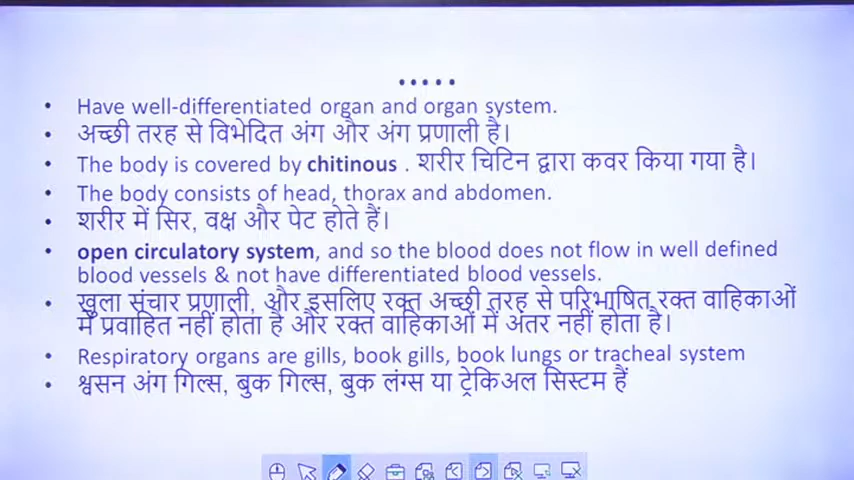 .....
• Have well-differentiated organ and organ system.
• अच्छी तरह से विभेदित अंग और अंग प्रणाली है।
• The body is covered by chitinous . शरीर चिटिन द्वारा कवर किया गया है।
• The body consists of head, thorax and abdomen.
• शरीर में सिर, वक्ष और पेट होते हैं।
• open circulatory system, and so the blood does not flow in well defined
blood vessels & not have differentiated blood vessels.
• खुला संचार प्रणाली, और इसलिए रक्त अच्छी तरह से परिभाषित रक्त वाहिकाओं
में प्रवाहित नहीं होता है और रक्त वाहिकाओं में अंतर नहीं होता है।
• Respiratory organs are gills, book gills, book lungs or tracheal system
• श्वसन अंग गिल्स, बुक गिल्स, बुक लंग्स या ट्रेकिअल सिस्टम हैं